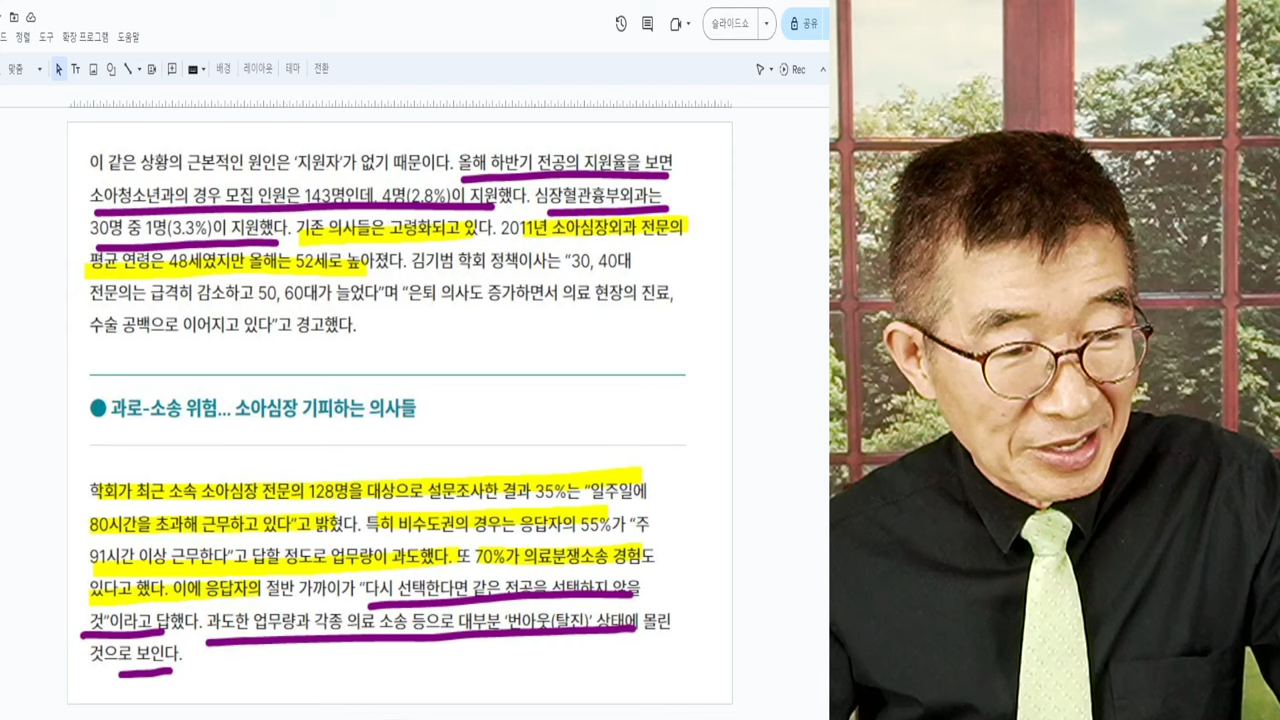 드 정렬 도구 확장 프로그램 도움말
슬라이드쇼
공유
맞춤
배경 레이아웃 테마 전환
Rec
이 같은 상황의 근본적인 원인은 ‘지원자’가 없기 때문이다. 올해 하반기 전공의 지원율을 보면
소아청소년과의 경우 모집 인원은 143명인데, 4명(2.8%)이 지원했다. 심장혈관흉부외과는
30명 중 1명(3.3%)이 지원했다. 기존 의사들은 고령화되고 있다. 2011년 소아심장외과 전문의
평균 연령은 48세였지만 올해는 52세로 높아졌다. 김기범 학회 정책이사는 “30, 40대
전문의는 급격히 감소하고 50, 60대가 늘었다”며 “은퇴 의사도 증가하면서 의료 현장의 진료,
수술 공백으로 이어지고 있다”고 경고했다.
● 과로-소송 위험... 소아심장 기피하는 의사들
학회가 최근 소속 소아심장 전문의 128명을 대상으로 설문조사한 결과 35%는 “일주일에
80시간을 초과해 근무하고 있다”고 밝혔다. 특히 비수도권의 경우는 응답자의 55%가 “주
91시간 이상 근무한다”고 답할 정도로 업무량이 과도했다. 또 70%가 의료분쟁소송 경험도
있다고 했다. 이에 응답자의 절반 가까이가 “다시 선택한다면 같은 전공을 선택하지 않을
것”이라고 답했다. 과도한 업무량과 각종 의료 소송 등으로 대부분 ‘번아웃(탈진)’ 상태에 몰린
것으로 보인다.